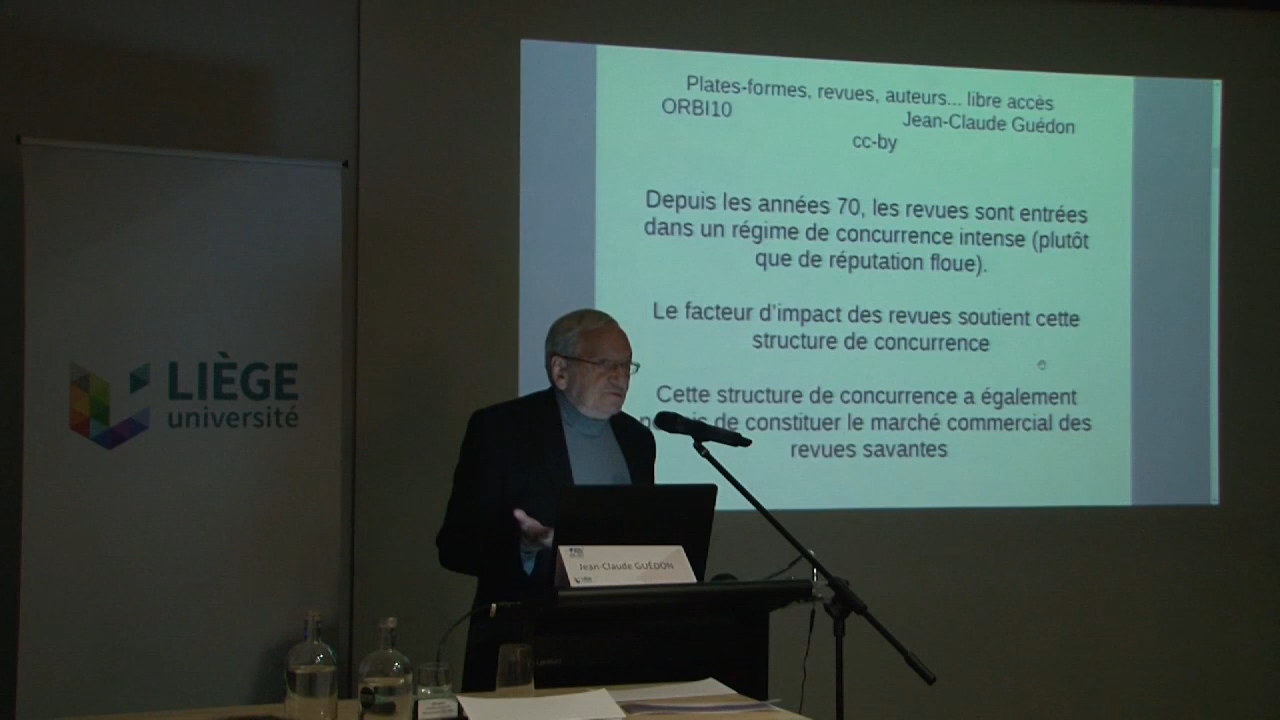 Plates-formes, revues, auteurs... libre accès
ORBI10 Jean-Claude Guédon
cc-by
Depuis les années 70, les revues sont entrées
dans un régime de concurrence intense (plutôt
que de réputation floue).
Le facteur d'impact des revues soutient cette
structure de concurrence
Cette structure de concurrence a également
de constituer le marché commercial des
revues savantes
LIÈGE
université
Jean-Claude GUÉDON